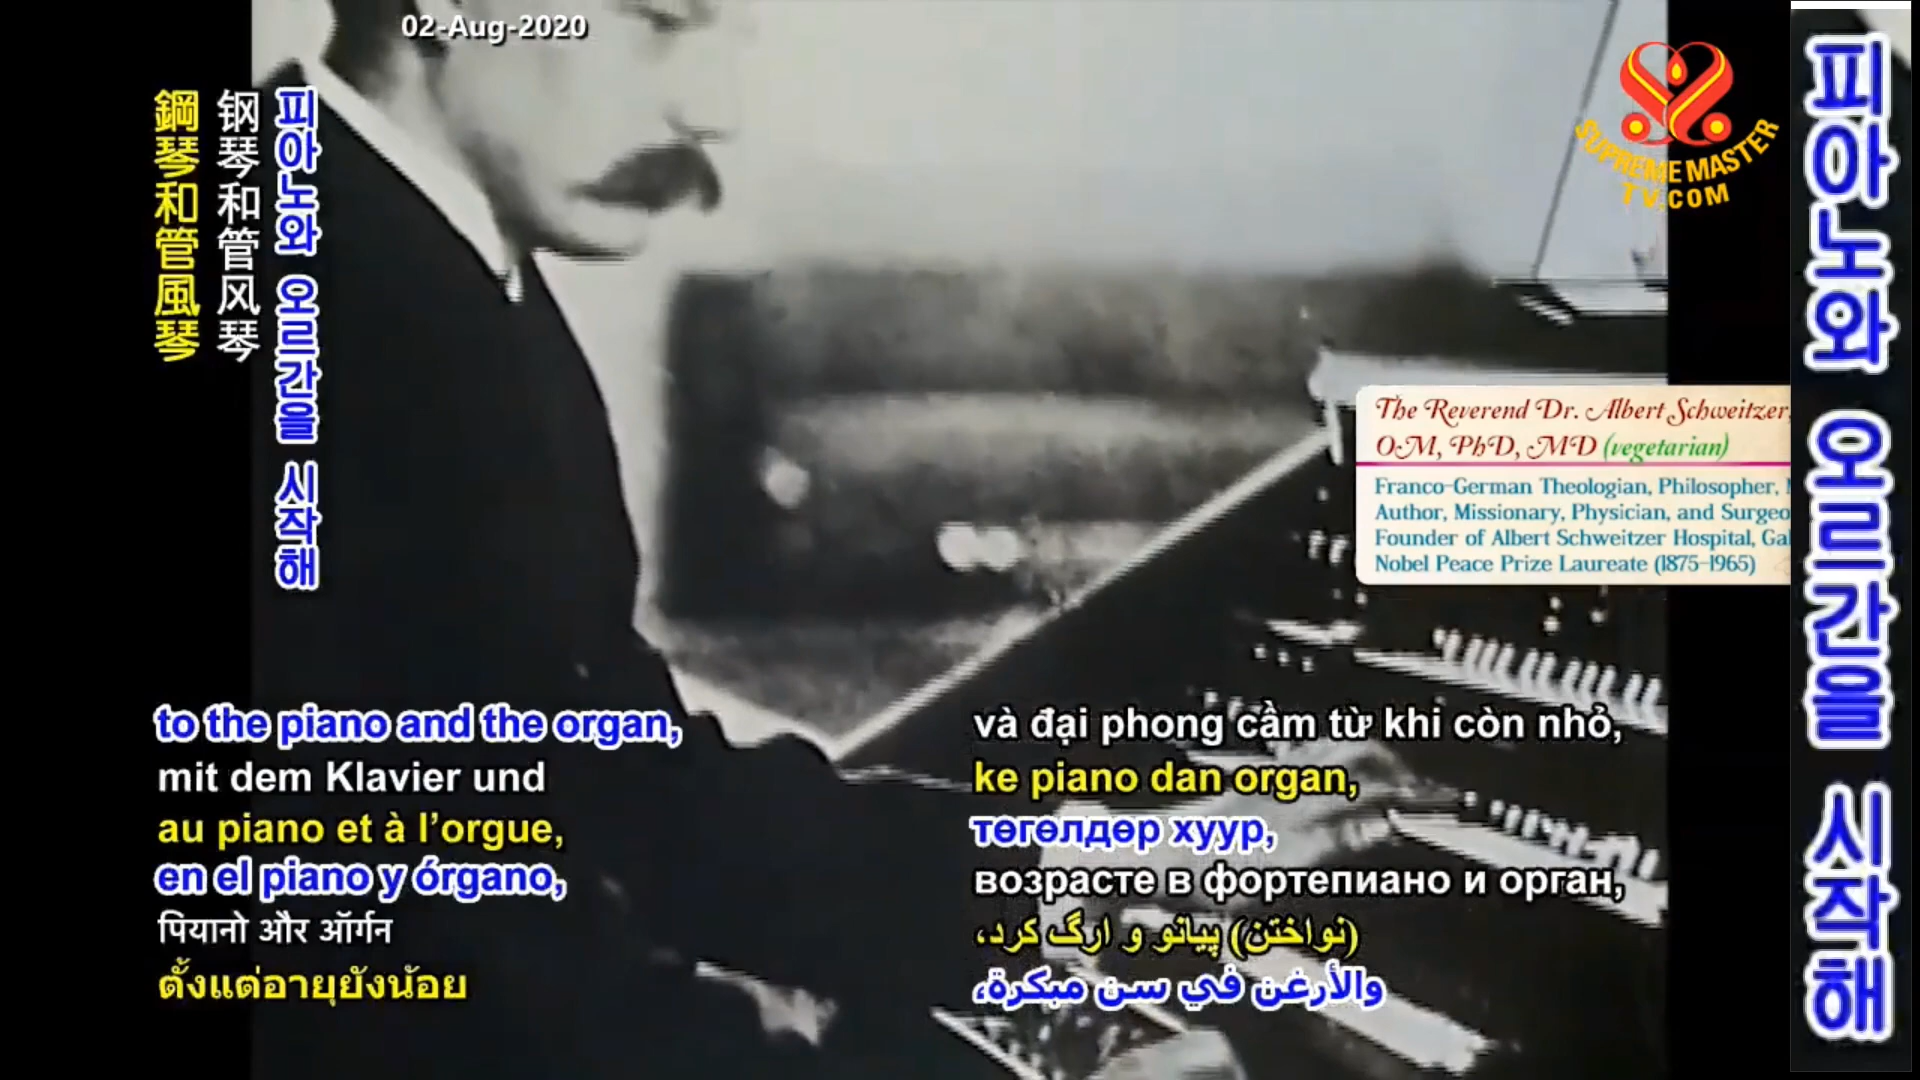 02-Aug-2020
鋼琴和管風琴
钢琴和管风琴
피아노와 오르간을 시작해
SUPREME MASTER
TV.COM
피아노와 오르간을 시작해
The Reverend Dr. Albert Schweitzer,
OM, PhD, MD (vegetarian)
Franco-German Theologian, Philosopher,
Author, Missionary, Physician, and
Founder of Albert Schweitzer Hospital,
Nobel Peace Prize Laureate (1875–1965)
to the piano and the organ,
mit dem Klavier und
au piano et à l’orgue,
en el piano y órgano,
पियानो और ऑर्गन
ตั้งแต่อายุยังน้อย
và đại phong cầm từ khi còn nhỏ,
ke piano dan organ,
төгөлдөр хуур,
возрасте в фортепиано и орган,
(نواختن) پیانو و ارگ کرد،
والأرغن في سن مبكرة،